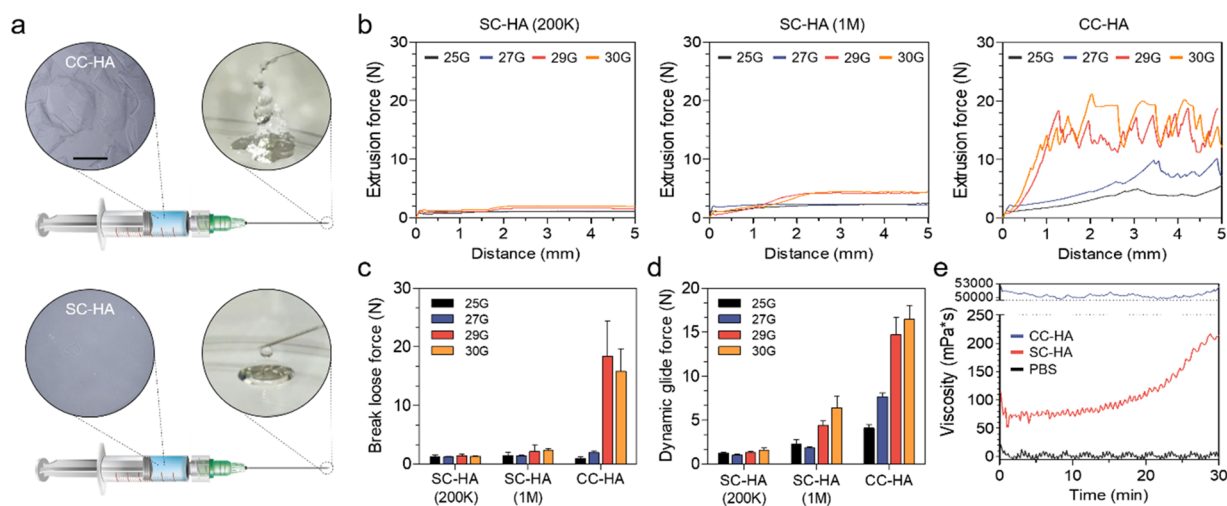 a
CC-HA
SC-HA
b
SC-HA (200K)
Extrusion force (N)
30
20
10
0
25G 27G 29G 30G
0 1 2 3 4 5
Distance (mm)
SC-HA (1M)
Extrusion force (N)
30
20
10
0
25G 27G 29G 30G
0 1 2 3 4 5
Distance (mm)
CC-HA
Extrusion force (N)
30
20
10
0
25G 27G 29G 30G
0 1 2 3 4 5
Distance (mm)
c
Break loose force (N)
30
20
10
0
25G
27G
29G
30G
SC-HA
(200K)
SC-HA
(1M)
CC-HA
d
Dynamic glide force (N)
20
15
10
5
0
25G
27G
29G
30G
SC-HA
(200K)
SC-HA
(1M)
CC-HA
e
Viscosity (mPa*s)
53000
50000
250
200
150
100
50
0
CC-HA
SC-HA
PBS
0 10 20 30
Time (min)